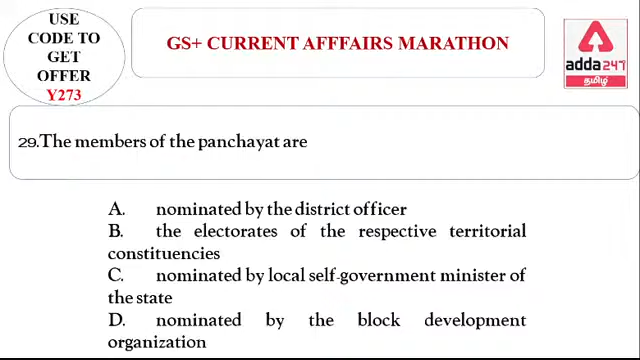 USE
CODE TO
GET
OFFER
Y273
GS+ CURRENT AFFFAIRS MARATHON
adda247
தமிழ்
29.The members of the panchayat are
A. nominated by the district officer
B. the electorates of the respective territorial
constituencies
C. nominated by local self-government minister of
the state
D. nominated by the block development
organization